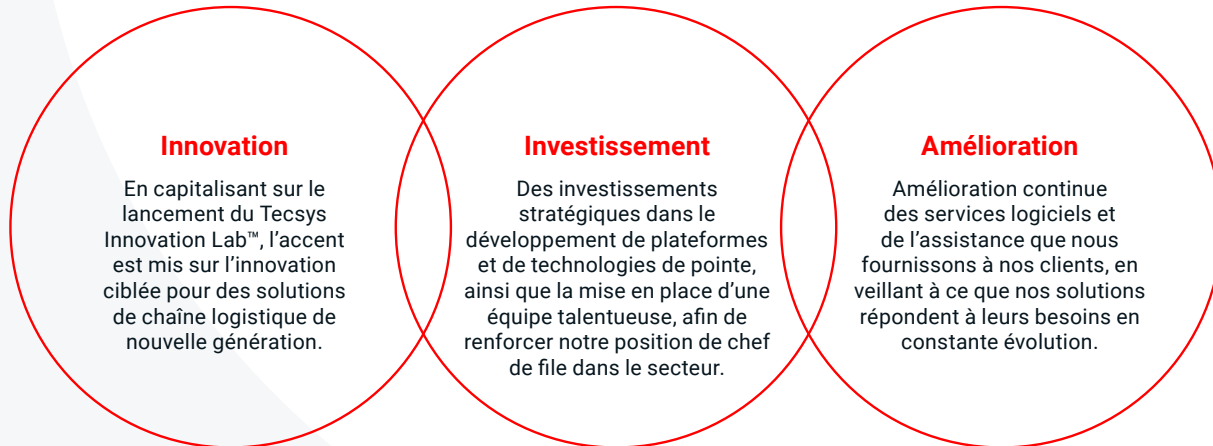 Innovation
En capitalisant sur le
lancement du Tecsys
Innovation Lab™, l’accent
est mis sur l’innovation
ciblée pour des solutions
de chaîne logistique de
nouvelle génération.
Investissement
Des investissements
stratégiques dans le
développement de plateformes
et de technologies de pointe,
ainsi que la mise en place d’une
équipe talentueuse, afin de
renforcer notre position de chef
de file dans le secteur.
Amélioration
Amélioration continue
des services logiciels et
de l’assistance que nous
fournissons à nos clients, en
veillant à ce que nos solutions
répondent à leurs besoins en
constante évolution.